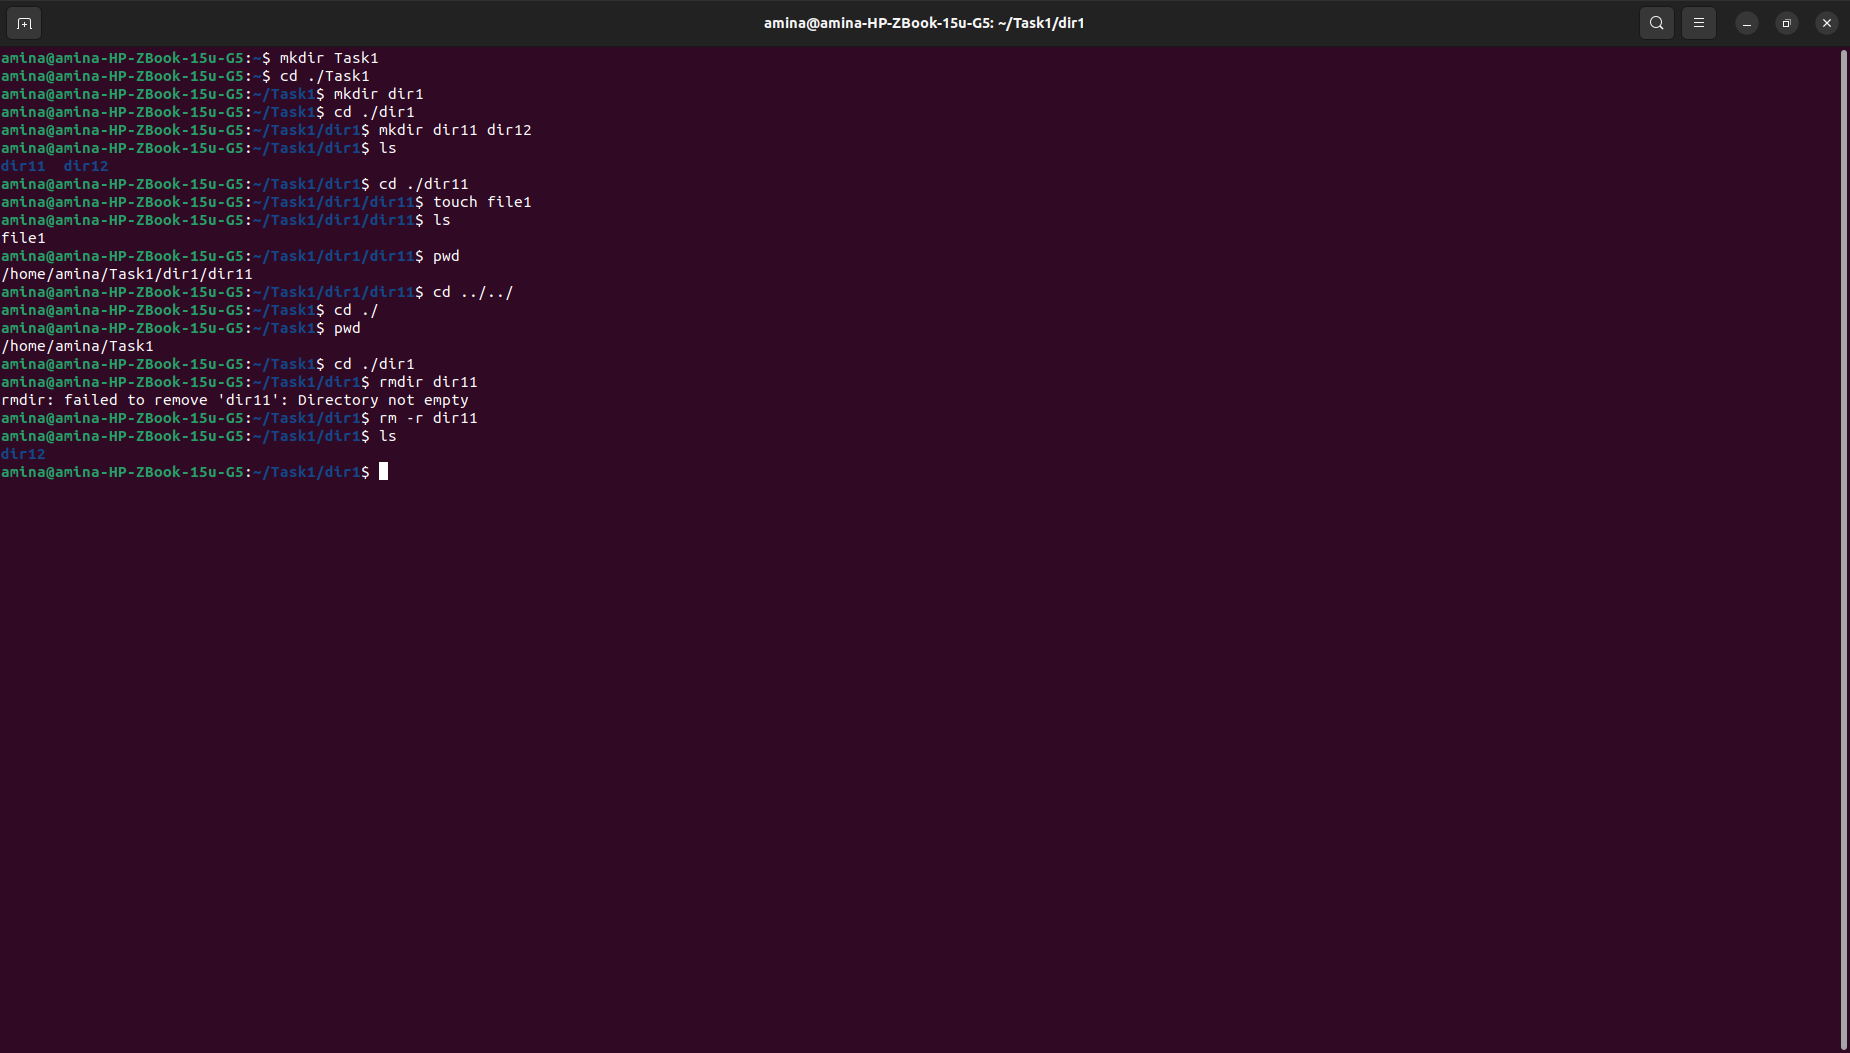 amina@amina-HP-ZBook-15u-G5: ~/Task1/dir1
amina@amina-HP-ZBook-15u-G5:~$ mkdir Task1
amina@amina-HP-ZBook-15u-G5:~$ cd ./Task1
amina@amina-HP-ZBook-15u-G5:~/Task1$ mkdir dir1
amina@amina-HP-ZBook-15u-G5:~/Task1$ cd ./dir1
amina@amina-HP-ZBook-15u-G5:~/Task1/dir1$ mkdir dir11 dir12
amina@amina-HP-ZBook-15u-G5:~/Task1/dir1$ ls
dir11  dir12
amina@amina-HP-ZBook-15u-G5:~/Task1/dir1$ cd ./dir11
amina@amina-HP-ZBook-15u-G5:~/Task1/dir1/dir11$ touch file1
amina@amina-HP-ZBook-15u-G5:~/Task1/dir1/dir11$ ls
file1
amina@amina-HP-ZBook-15u-G5:~/Task1/dir1/dir11$ pwd
/home/amina/Task1/dir1/dir11
amina@amina-HP-ZBook-15u-G5:~/Task1/dir1/dir11$ cd ../../
amina@amina-HP-ZBook-15u-G5:~/Task1$ cd ./
amina@amina-HP-ZBook-15u-G5:~/Task1$ pwd
/home/amina/Task1
amina@amina-HP-ZBook-15u-G5:~/Task1$ cd ./dir1
amina@amina-HP-ZBook-15u-G5:~/Task1/dir1$ rmdir dir11
rmdir: failed to remove 'dir11': Directory not empty
amina@amina-HP-ZBook-15u-G5:~/Task1/dir1$ rm -r dir11
amina@amina-HP-ZBook-15u-G5:~/Task1/dir1$ ls
dir12
amina@amina-HP-ZBook-15u-G5:~/Task1/dir1$